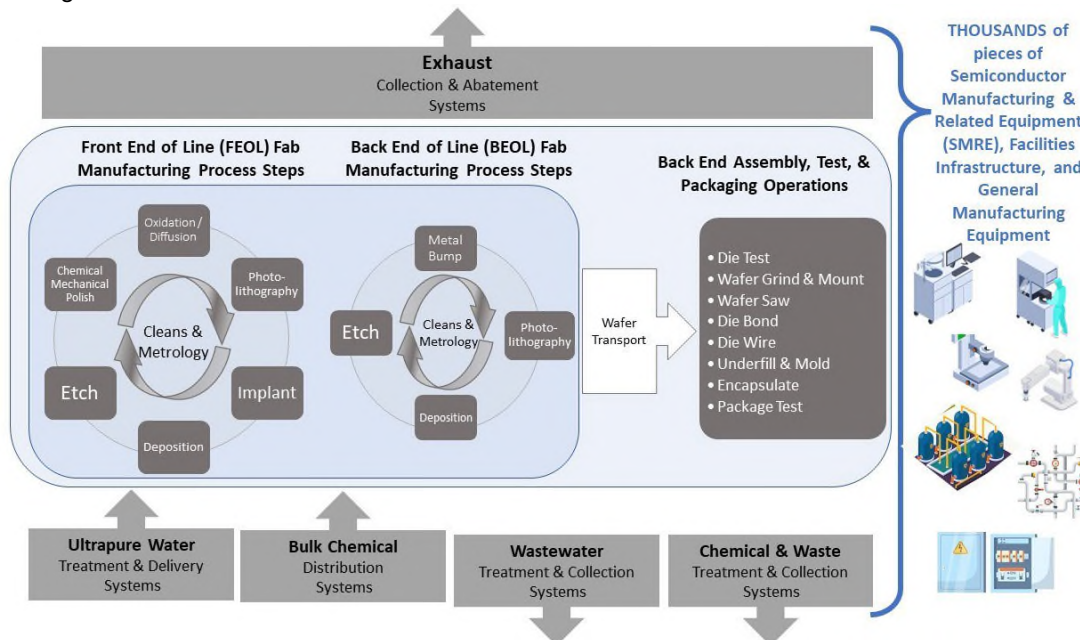 Exhaust
Collection & Abatement
Systems
THOUSANDS of
pieces of
Semiconductor
Manufacturing &
Related Equipment
(SMRE), Facilities
Infrastructure, and
General
Manufacturing
Equipment
Front End of Line (FEOL) Fab
Manufacturing Process Steps
Back End of Line (BEOL) Fab
Manufacturing Process Steps
Back End Assembly, Test, &
Packaging Operations
Oxidation /
Diffusion
Chemical
Mechanical
Polish
Photo-
lithography
Cleans &
Metrology
Etch
Implant
Deposition
Metal
Bump
Etch
Cleans &
Metrology
Photo-
lithography
Deposition
Wafer
Transport
• Die Test
• Wafer Grind & Mount
• Wafer Saw
• Die Bond
• Die Wire
• Underfill & Mold
• Encapsulate
• Package Test
Ultrapure Water
Treatment & Delivery
Systems
Bulk Chemical
Distribution
Systems
Wastewater
Treatment & Collection
Systems
Chemical & Waste
Treatment & Collection
Systems